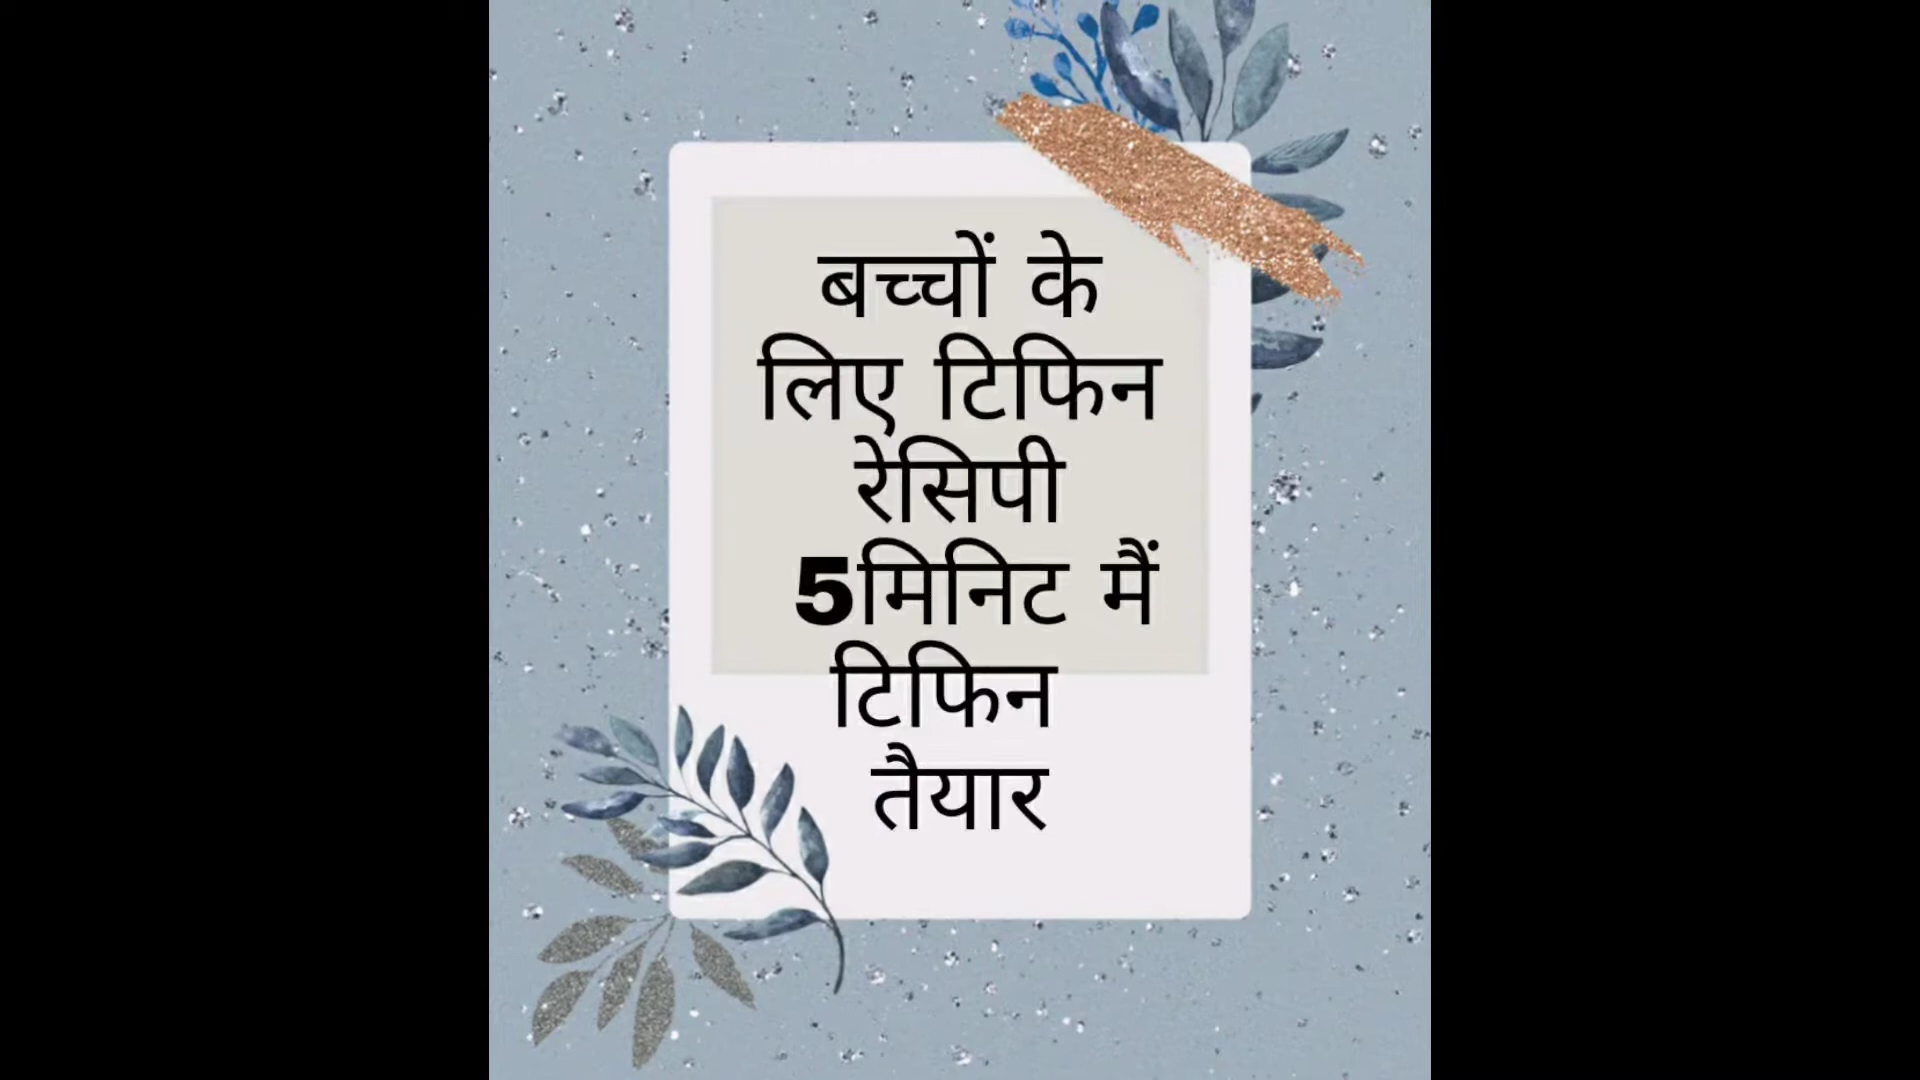 बच्चों के
लिए टिफिन
रेसिपी
5मिनिट मैं
टिफिन
तैयार